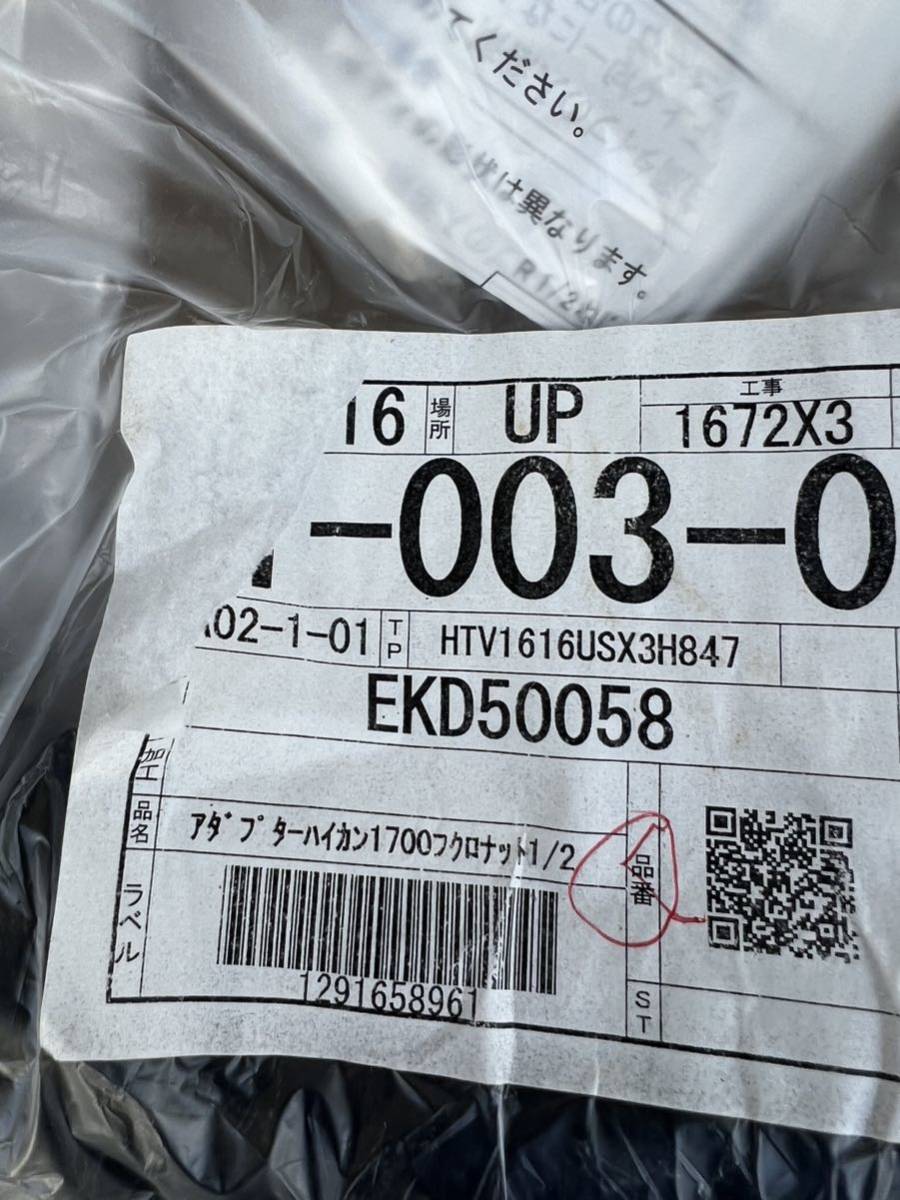 てください。
状は異なります。
R1/2
16 場所 UP 工事 1672X3
-003-0
02-1-01 TP HTV1616USX3H847
EKD50058
加工
品名 アダプターハイカン1700フクロナット1/2 品番
ラベル
1291658961 ST